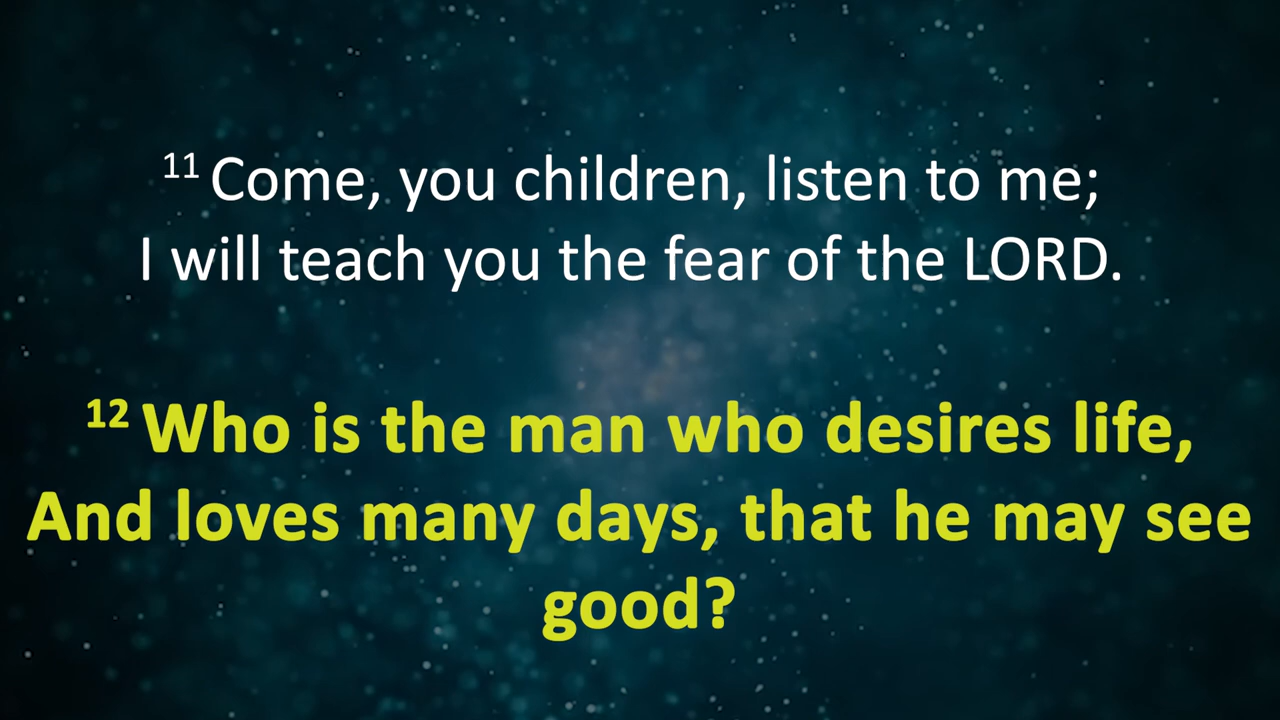 11 Come, you children, listen to me;
I will teach you the fear of the LORD.
12 Who is the man who desires life,
And loves many days, that he may see
good?